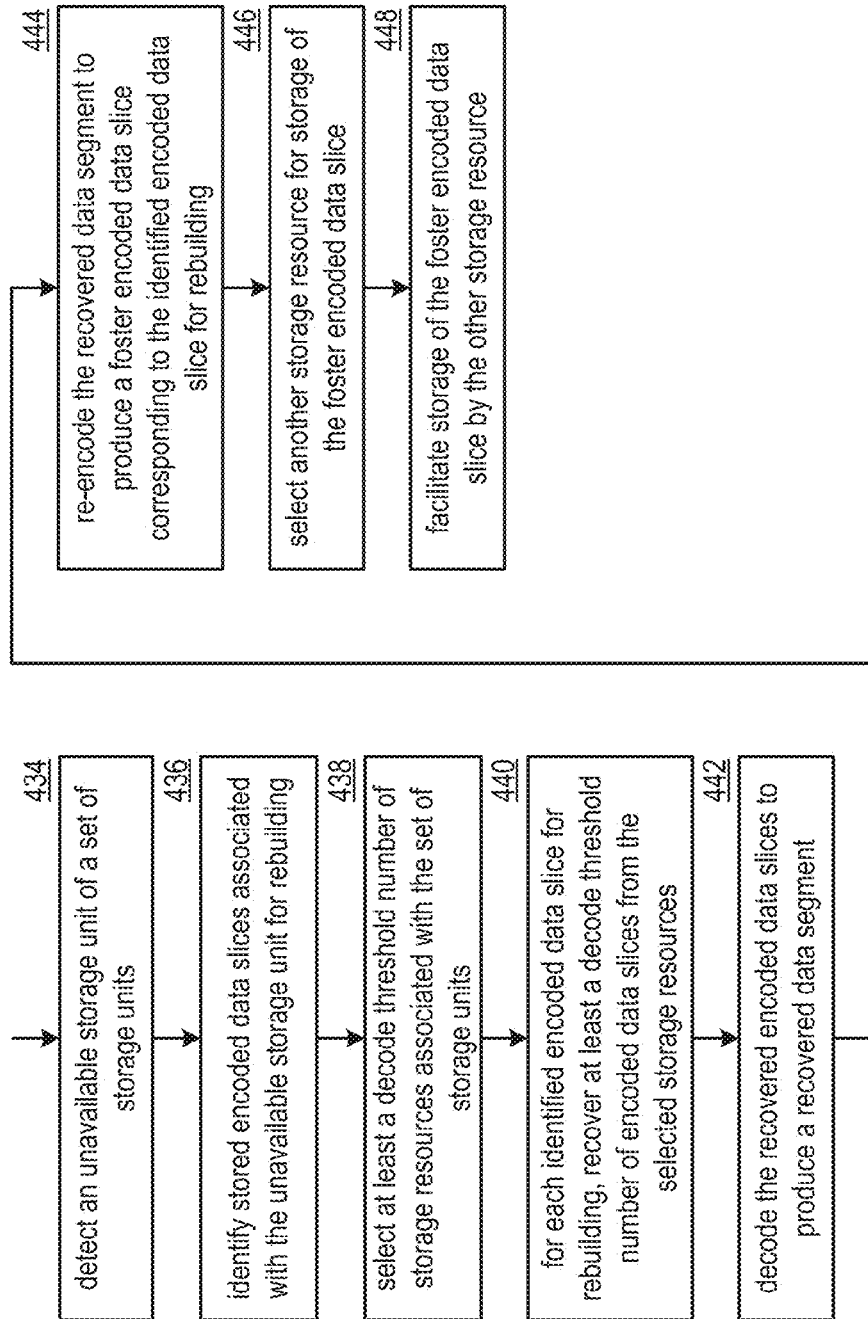 434
detect an unavailable storage unit of a set of
storage units
436
identify stored encoded data slices associated
with the unavailable storage unit for rebuilding
438
select at least a decode threshold number of
storage resources associated with the set of
storage units
440
for each identified encoded data slice for
rebuilding, recover at least a decode threshold
number of encoded data slices from the
selected storage resources
442
decode the recovered encoded data slices to
produce a recovered data segment
444
re-encode the recovered data segment to
produce a foster encoded data slice
corresponding to the identified encoded data
slice for rebuilding
446
select another storage resource for storage of
the foster encoded data slice
448
facilitate storage of the foster encoded data
slice by the other storage resource